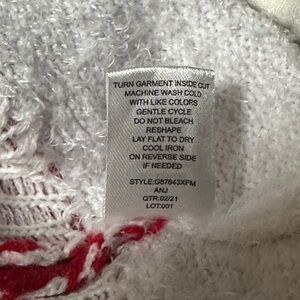 TURN GARMENT INSIDE OUT
MACHINE WASH COLD
WITH LIKE COLORS
GENTLE CYCLE
DO NOT BLEACH
RESHAPE
LAY FLAT TO DRY
COOL IRON
ON REVERSE SIDE
IF NEEDED
STYLE:G87643XFM
ANJ
QTR:02/21
LOT:001